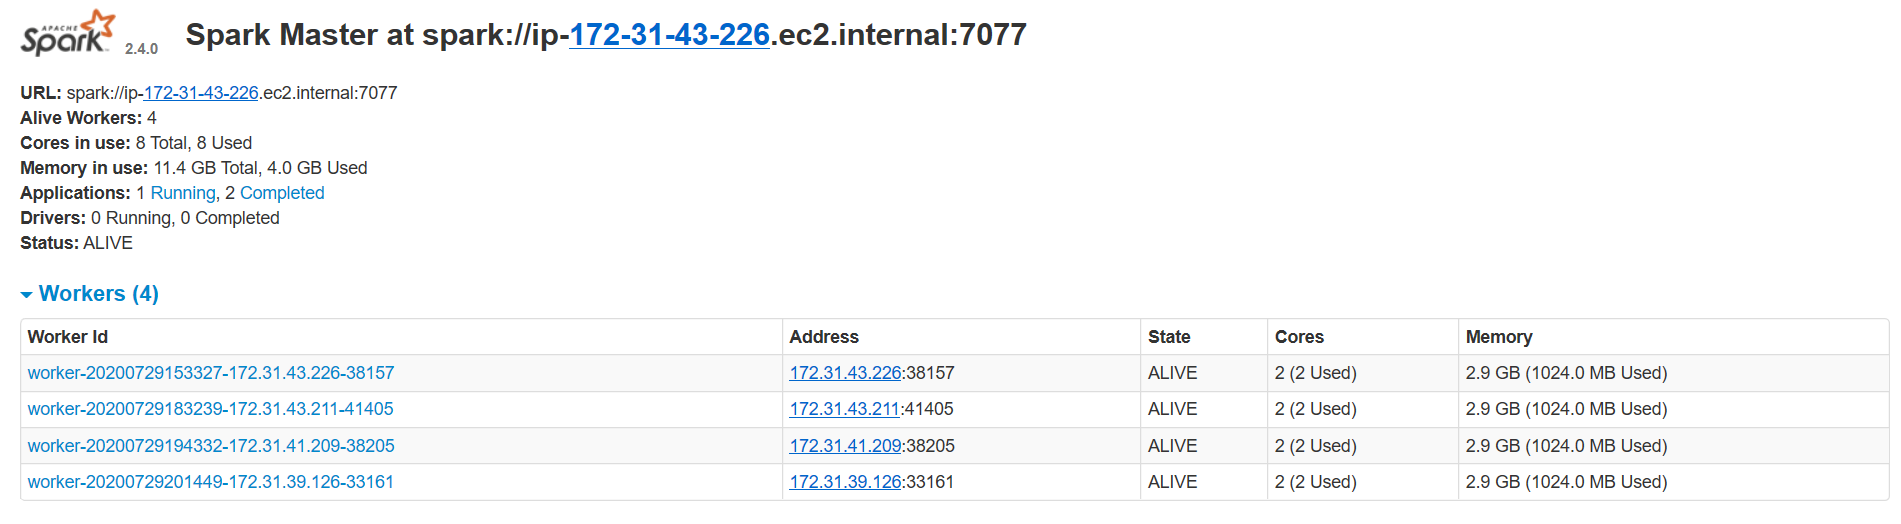 APACHE
Spark 2.4.0 Spark Master at spark://ip-172-31-43-226.ec2.internal:7077
URL: spark://ip-172-31-43-226.ec2.internal:7077
Alive Workers: 4
Cores in use: 8 Total, 8 Used
Memory in use: 11.4 GB Total, 4.0 GB Used
Applications: 1 Running, 2 Completed
Drivers: 0 Running, 0 Completed
Status: ALIVE
Workers (4)
Worker Id Address State Cores Memory
worker-20200729153327-172.31.43.226-38157 172.31.43.226:38157 ALIVE 2 (2 Used) 2.9 GB (1024.0 MB Used)
worker-20200729183239-172.31.43.211-41405 172.31.43.211:41405 ALIVE 2 (2 Used) 2.9 GB (1024.0 MB Used)
worker-20200729194332-172.31.41.209-38205 172.31.41.209:38205 ALIVE 2 (2 Used) 2.9 GB (1024.0 MB Used)
worker-20200729201449-172.31.39.126-33161 172.31.39.126:33161 ALIVE 2 (2 Used) 2.9 GB (1024.0 MB Used)